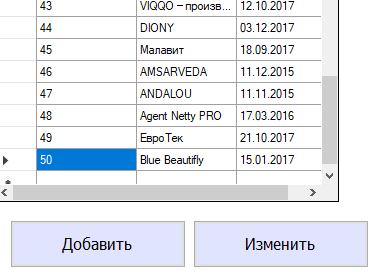 43 VIQQO – произв... 12.10.2017
44 DIONY 03.12.2017
45 Малавит 18.09.2017
46 AMSARVEDA 11.12.2015
47 ANDALOU 11.11.2015
48 Agent Netty PRO 17.03.2016
49 ЕвроТек 21.10.2017
50 Blue Beautifly 15.01.2017
Добавить Изменить